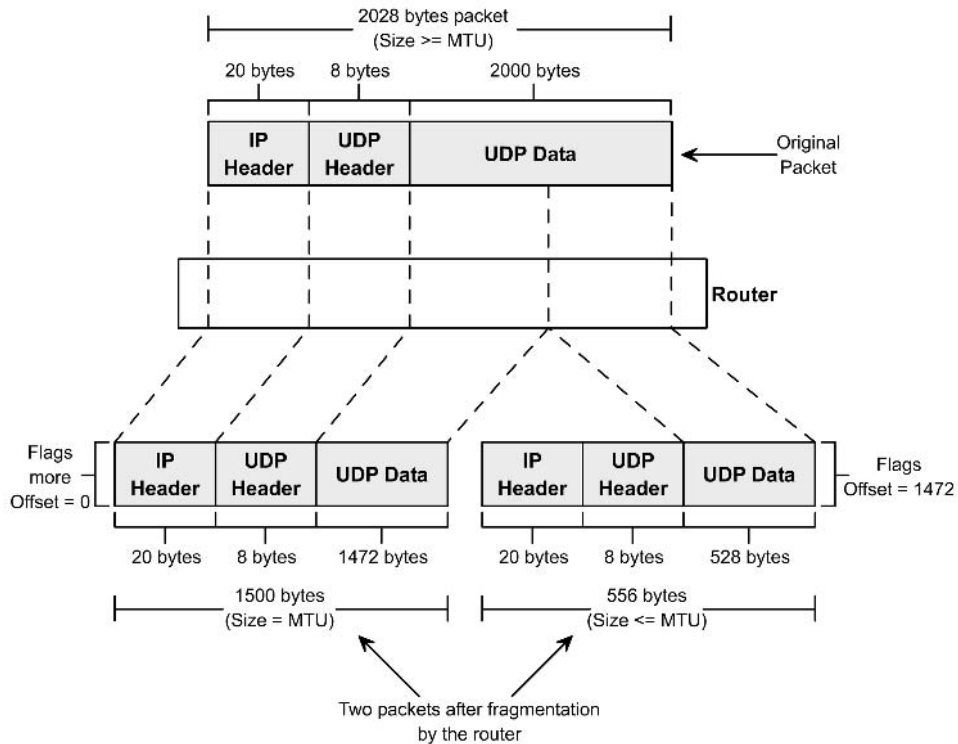 2028 bytes packet
(Size >= MTU)
20 bytes
8 bytes
2000 bytes
IP
Header
UDP
Header
UDP Data
Original
Packet
Router
Flags
more
Offset = 0
IP
Header
UDP
Header
UDP Data
IP
Header
UDP
Header
UDP Data
Flags
Offset = 1472
20 bytes
8 bytes
1472 bytes
20 bytes
8 bytes
528 bytes
1500 bytes
(Size = MTU)
556 bytes
(Size <= MTU)
Two packets after fragmentation
by the router